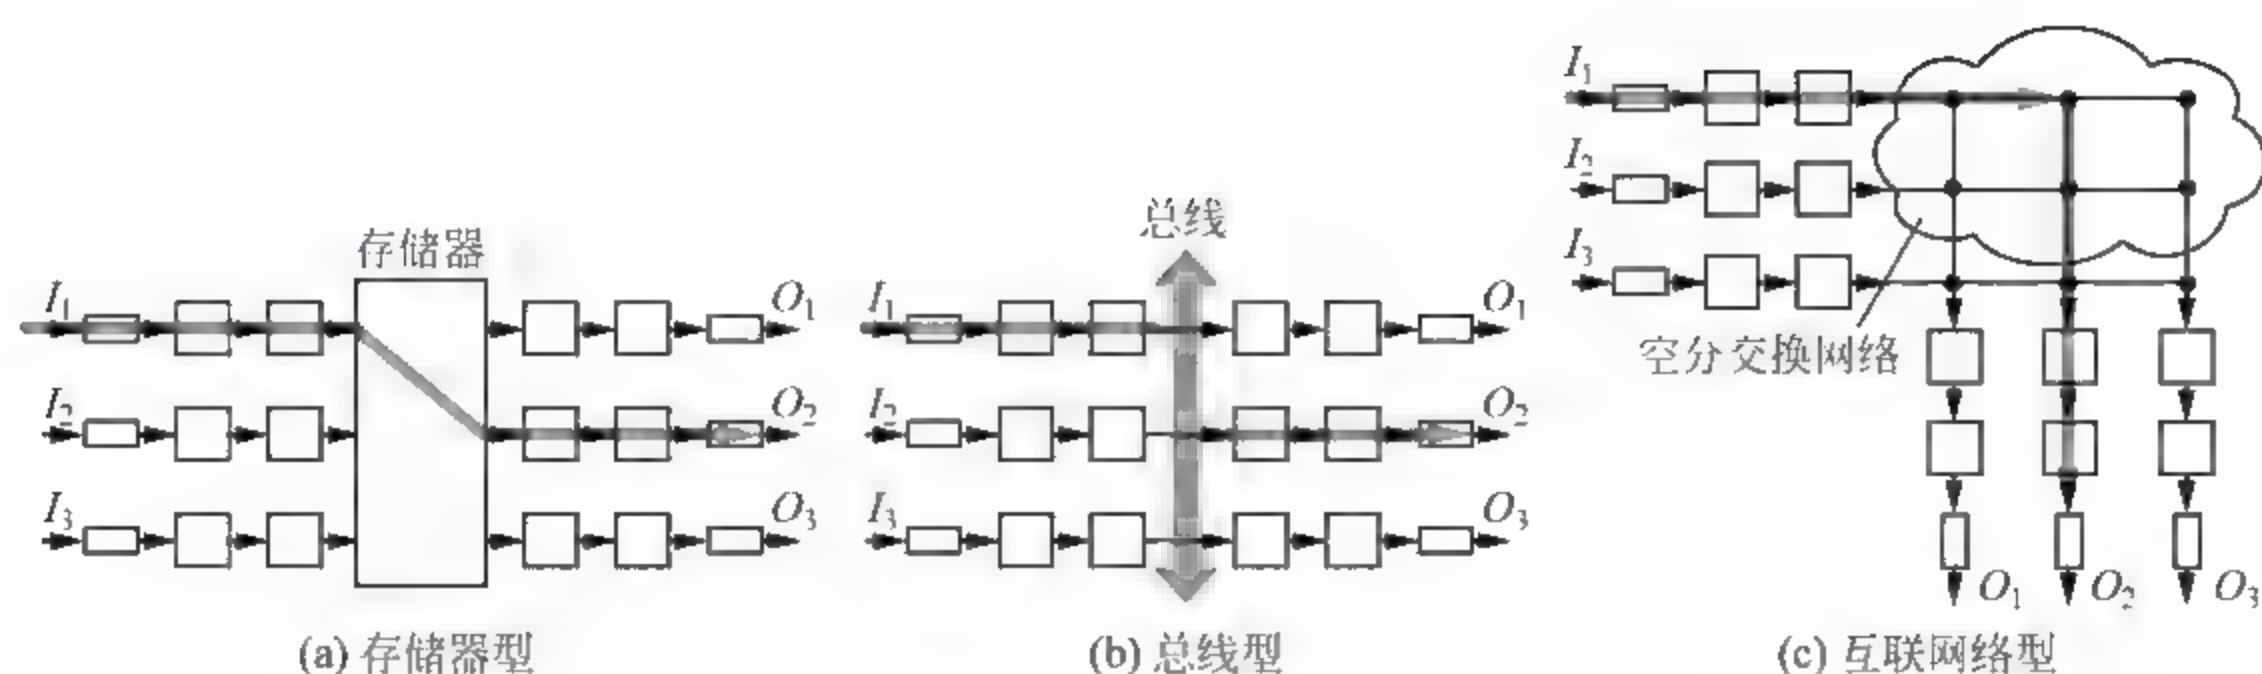 存储器
I₁
I₂
I₃
O₁
O₂
O₃
(a) 存储器型
总线
I₁
I₂
I₃
O₁
O₂
O₃
(b) 总线型
I₁
I₂
I₃
空分交换网络
O₁
O₂
O₃
(c) 互联网络型